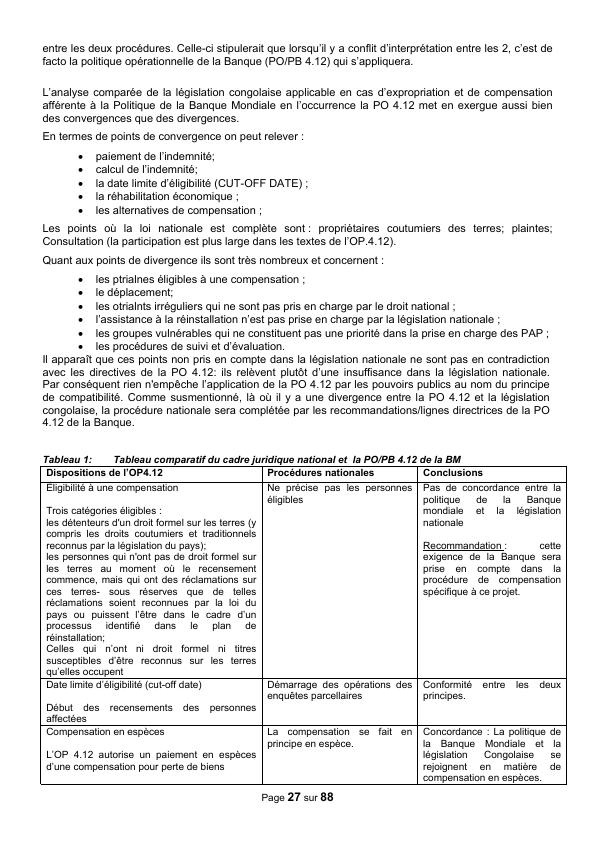 entre les deux procédures. Celle-ci stipulerait que lorsqu'il y a conflit d'interprétation entre les 2, c'est de
facto la politique opérationnelle de la Banque (PO/PB 4.12) qui s'appliquera.
L'analyse comparée de la législation congolaise applicable en cas d'expropriation et de compensation
afférente à la Politique de la Banque Mondiale en l'occurrence la PO 4.12 met en exergue aussi bien
des convergences que des divergences.
En termes de points de convergence on peut relever :
• paiement de l'indemnité;
• calcul de l'indemnité;
• la date limite d'éligibilité (CUT-OFF DATE) ;
• la réhabilitation économique ;
• les alternatives de compensation ;
Les points où la loi nationale est complète sont : propriétaires coutumiers des terres; plaintes;
Consultation (la participation est plus large dans les textes de l'OP.4.12).
Quant aux points de divergence ils sont très nombreux et concernent :
• les ptrialnes éligibles à une compensation ;
• le déplacement;
• les otrialnts irréguliers qui ne sont pas pris en charge par le droit national ;
• l'assistance à la réinstallation n'est pas prise en charge par la législation nationale ;
• les groupes vulnérables qui ne constituent pas une priorité dans la prise en charge des PAP ;
• les procédures de suivi et d'évaluation.
Il apparaît que ces points non pris en compte dans la législation nationale ne sont pas en contradiction
avec les directives de la PO 4.12: ils relèvent plutôt d'une insuffisance dans la législation nationale.
Par conséquent rien n'empêche l'application de la PO 4.12 par les pouvoirs publics au nom du principe
de compatibilité. Comme susmentionné, là où il y a une divergence entre la PO 4.12 et la législation
congolaise, la procédure nationale sera complétée par les recommandations/lignes directrices de la PO
4.12 de la Banque.
Tableau 1: Tableau comparatif du cadre juridique national et la PO/PB 4.12 de la BM
Dispositions de l'OP4.12
Procédures nationales
Conclusions
Eligibilité à une compensation
Trois catégories éligibles :
les détenteurs d'un droit formel sur les terres (y
compris les droits coutumiers et traditionnels
reconnus par la législation du pays);
les personnes qui n'ont pas de droit formel sur
les terres au moment où le recensement
commence, mais qui ont des réclamations sur
ces terres- sous réserves que de telles
réclamations soient reconnues par la loi du
pays ou puissent l'être dans le cadre d'un
processus identifié dans le plan de
réinstallation;
Celles qui n'ont ni droit formel ni titres
susceptibles d'être reconnus sur les terres
qu'elles occupent
Ne précise pas les personnes
éligibles
Pas de concordance entre la
politique de la Banque
mondiale et la législation
nationale
Recommandation : cette
exigence de la Banque sera
prise en compte dans la
procédure de compensation
spécifique à ce projet.
Date limite d'éligibilité (cut-off date)
Début des recensements des personnes
affectées
Démarrage des opérations des
enquêtes parcellaires
Conformité entre les deux
principes.
Compensation en espèces
L'OP 4.12 autorise un paiement en espèces
d'une compensation pour perte de biens
La compensation se fait en
principe en espèce.
Concordance : La politique de
la Banque Mondiale et la
législation Congolaise se
rejoignent en matière de
compensation en espèces.
Page 27 sur 88